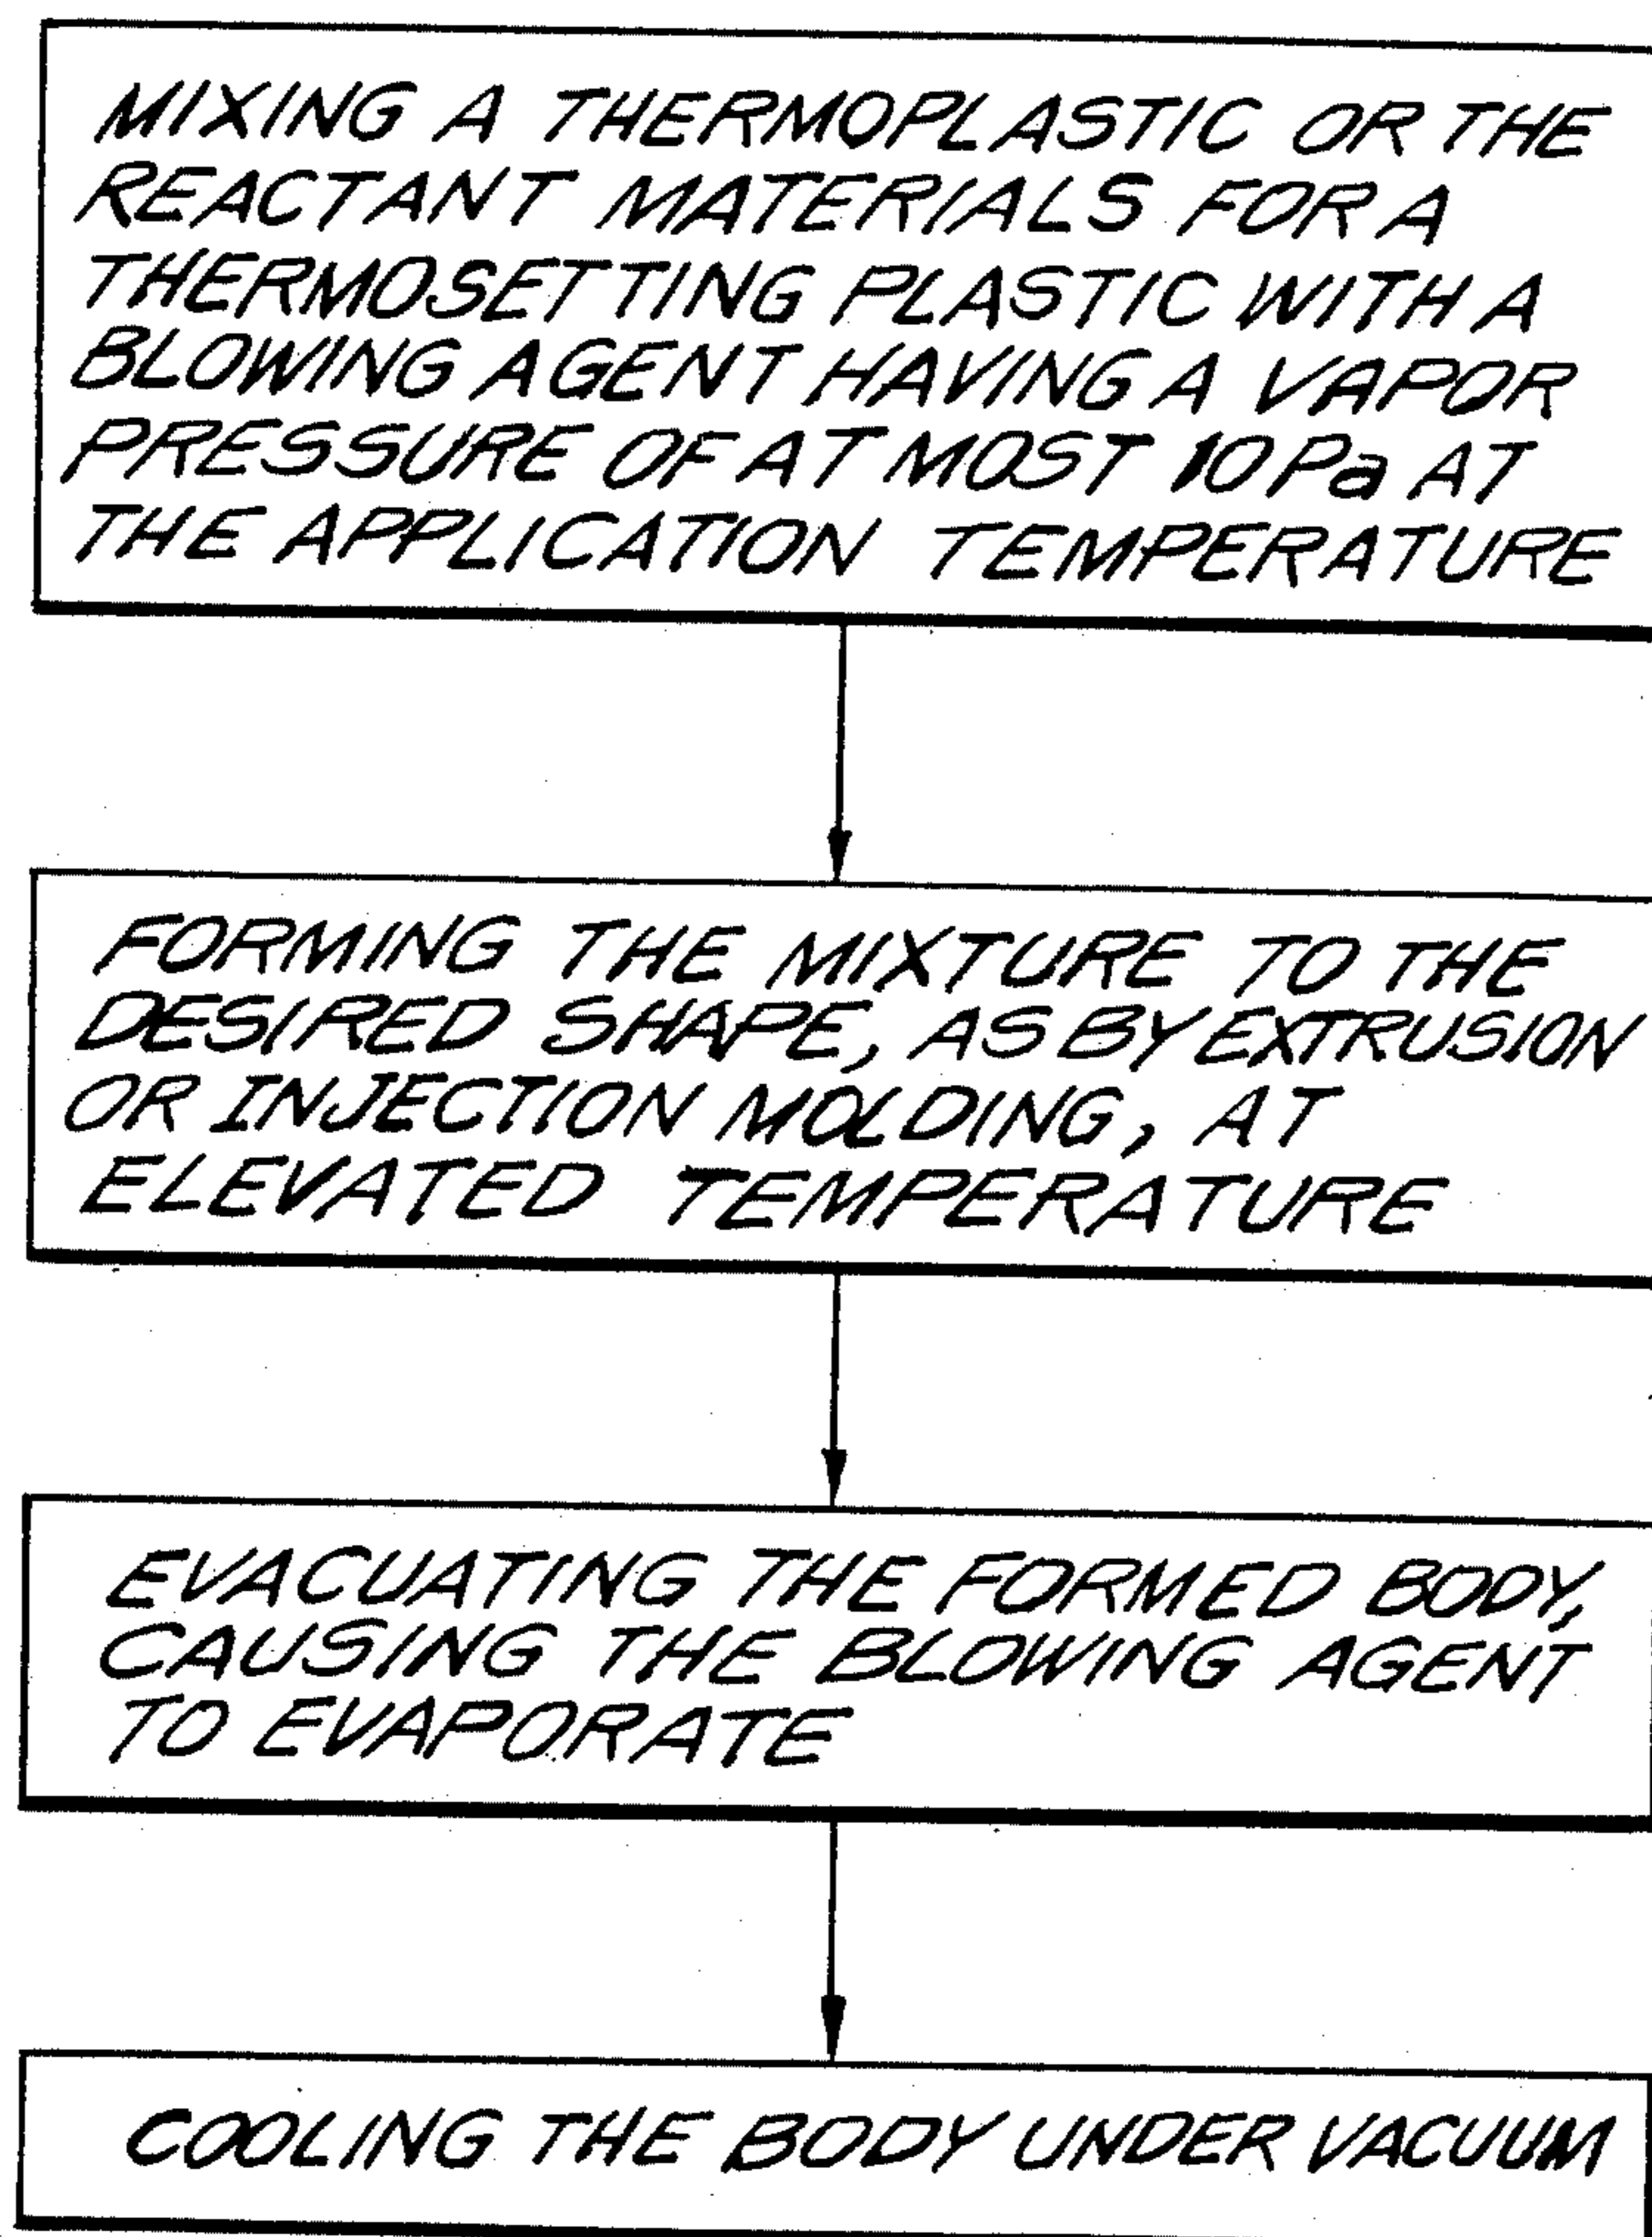 MIXING A THERMOPLASTIC OR THE
REACTANT MATERIALS FOR A
THERMOSETTING PLASTIC WITH A
BLOWING AGENT HAVING A VAPOR
PRESSURE OF AT MOST 10 Pa AT
THE APPLICATION TEMPERATURE
FORMING THE MIXTURE TO THE
DESIRED SHAPE, AS BY EXTRUSION
OR INJECTION MOLDING, AT
ELEVATED TEMPERATURE
EVACUATING THE FORMED BODY,
CAUSING THE BLOWING AGENT
TO EVAPORATE
COOLING THE BODY UNDER VACUUM